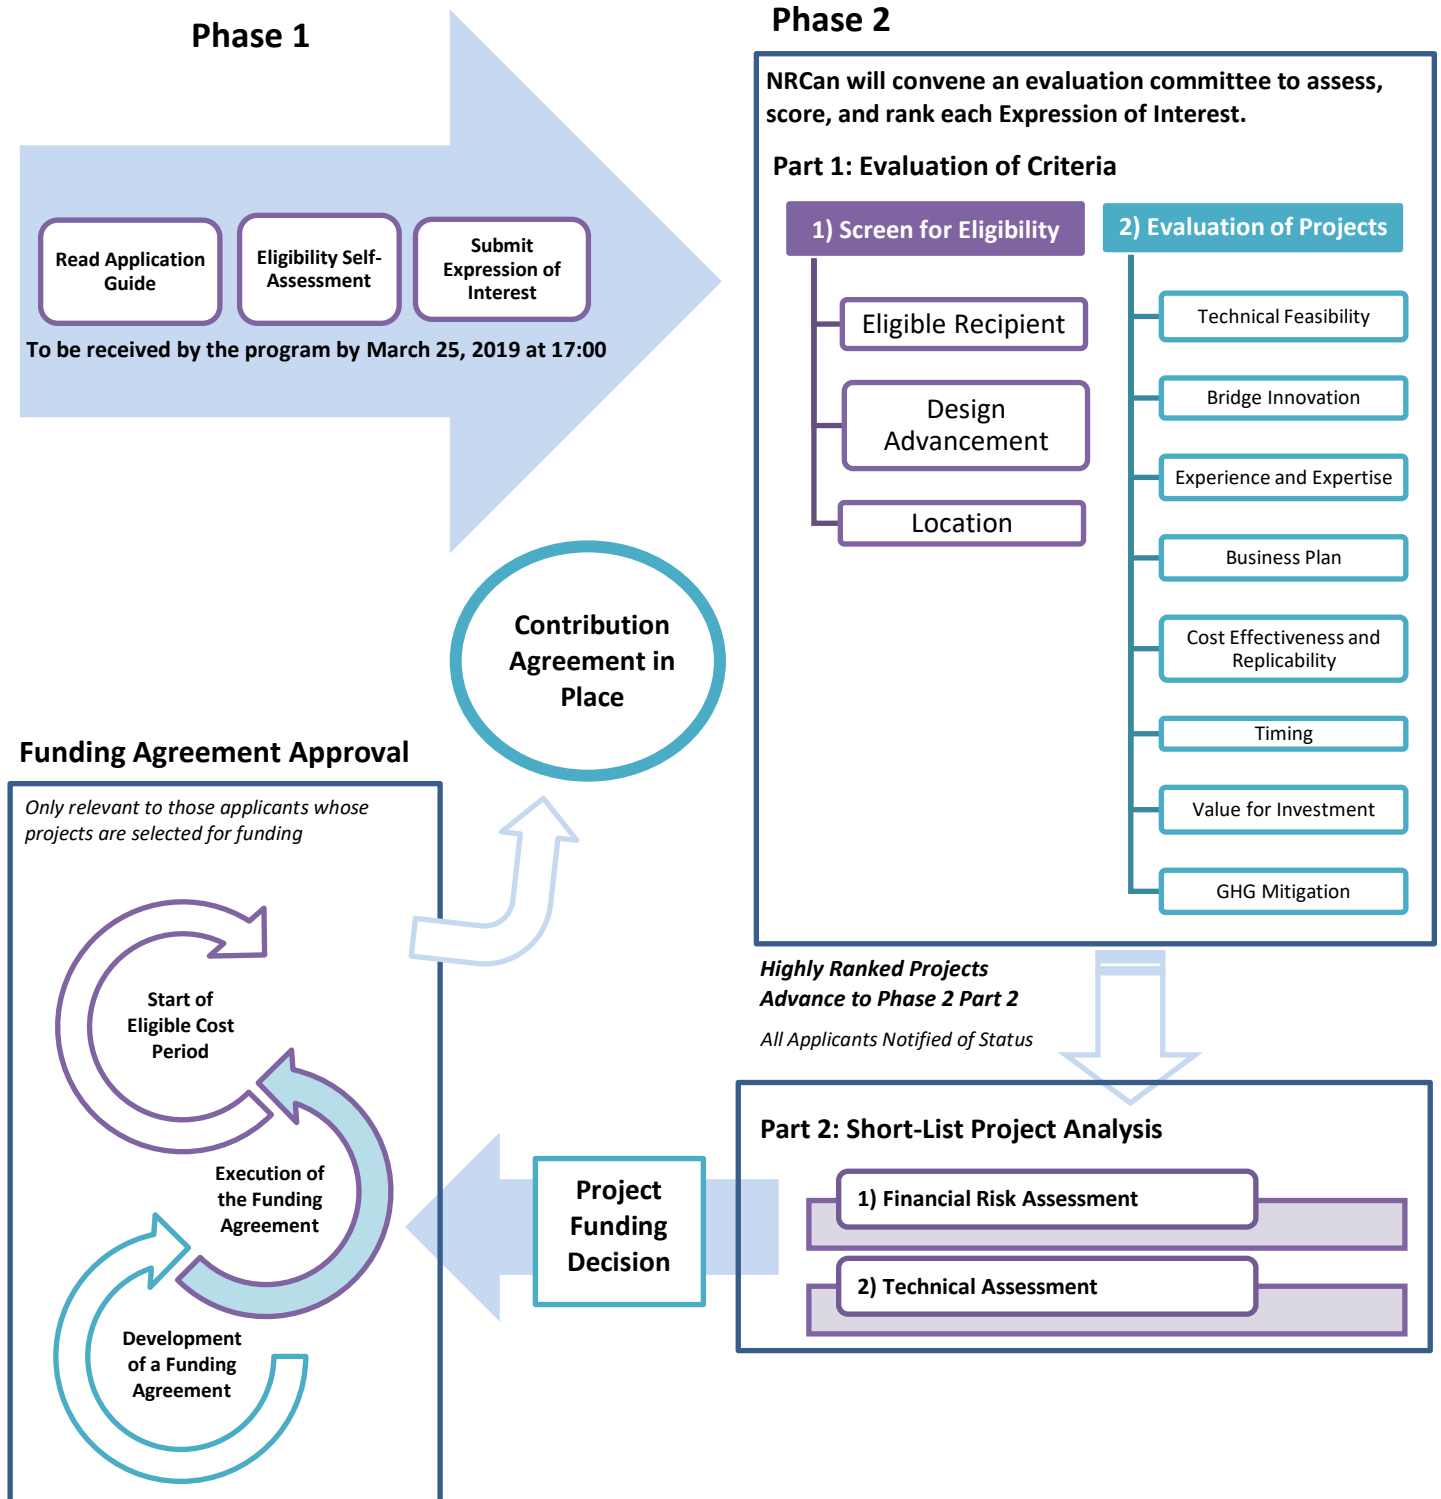 Phase 1
Read Application
Guide
Eligibility Self-
Assessment
Submit
Expression of
Interest
To be received by the program by March 25, 2019 at 17:00
Phase 2
NRCan will convene an evaluation committee to assess,
score, and rank each Expression of Interest.
Part 1: Evaluation of Criteria
1) Screen for Eligibility
Eligible Recipient
Design
Advancement
Location
2) Evaluation of Projects
Technical Feasibility
Bridge Innovation
Experience and Expertise
Business Plan
Cost Effectiveness and
Replicability
Timing
Value for Investment
GHG Mitigation
Highly Ranked Projects
Advance to Phase 2 Part 2
All Applicants Notified of Status
Part 2: Short-List Project Analysis
1) Financial Risk Assessment
2) Technical Assessment
Project
Funding
Decision
Funding Agreement Approval
Only relevant to those applicants whose
projects are selected for funding
Start of
Eligible Cost
Period
Execution of
the Funding
Agreement
Development
of a Funding
Agreement
Contribution
Agreement in
Place